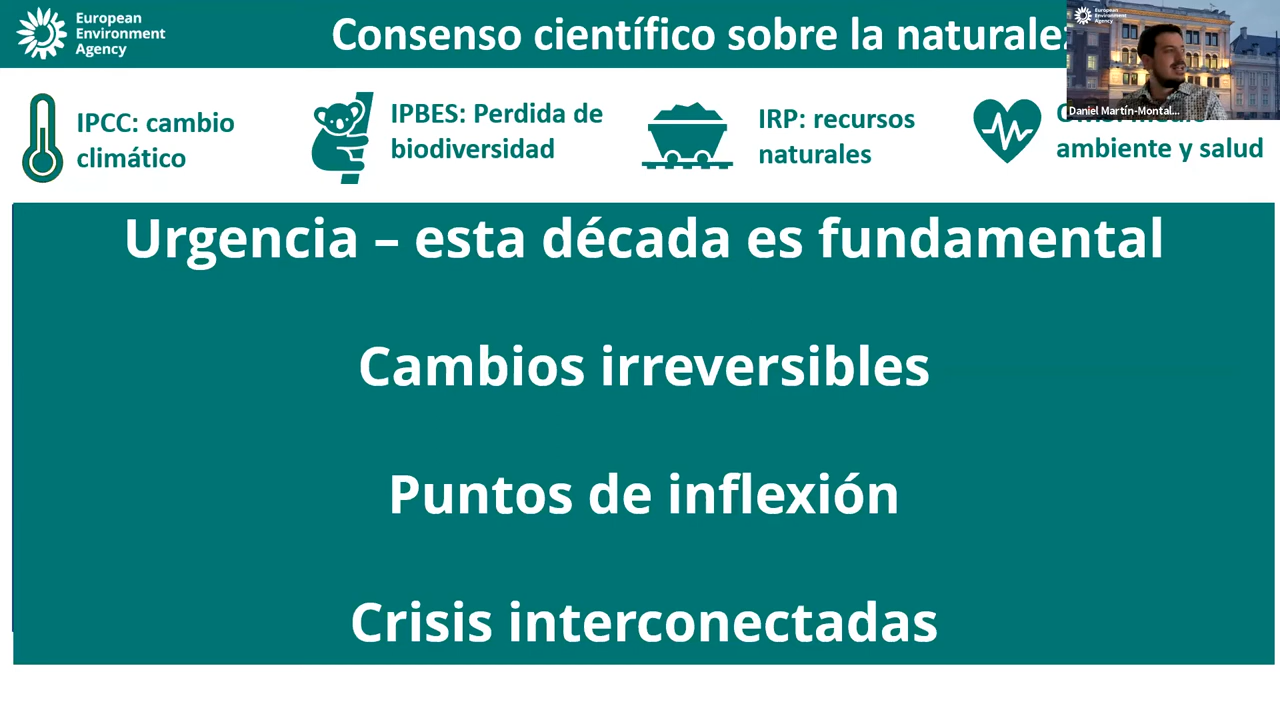 European
Environment
Agency
Consenso científico sobre la
European
Environment
Agency
Daniel Martín-Montal...
IPCC: cambio
climático
IPBES: Perdida de
biodiversidad
IRP: recursos
naturales
ambiente y salud
Urgencia – esta década es fundamental
Cambios irreversibles
Puntos de inflexión
Crisis interconectadas